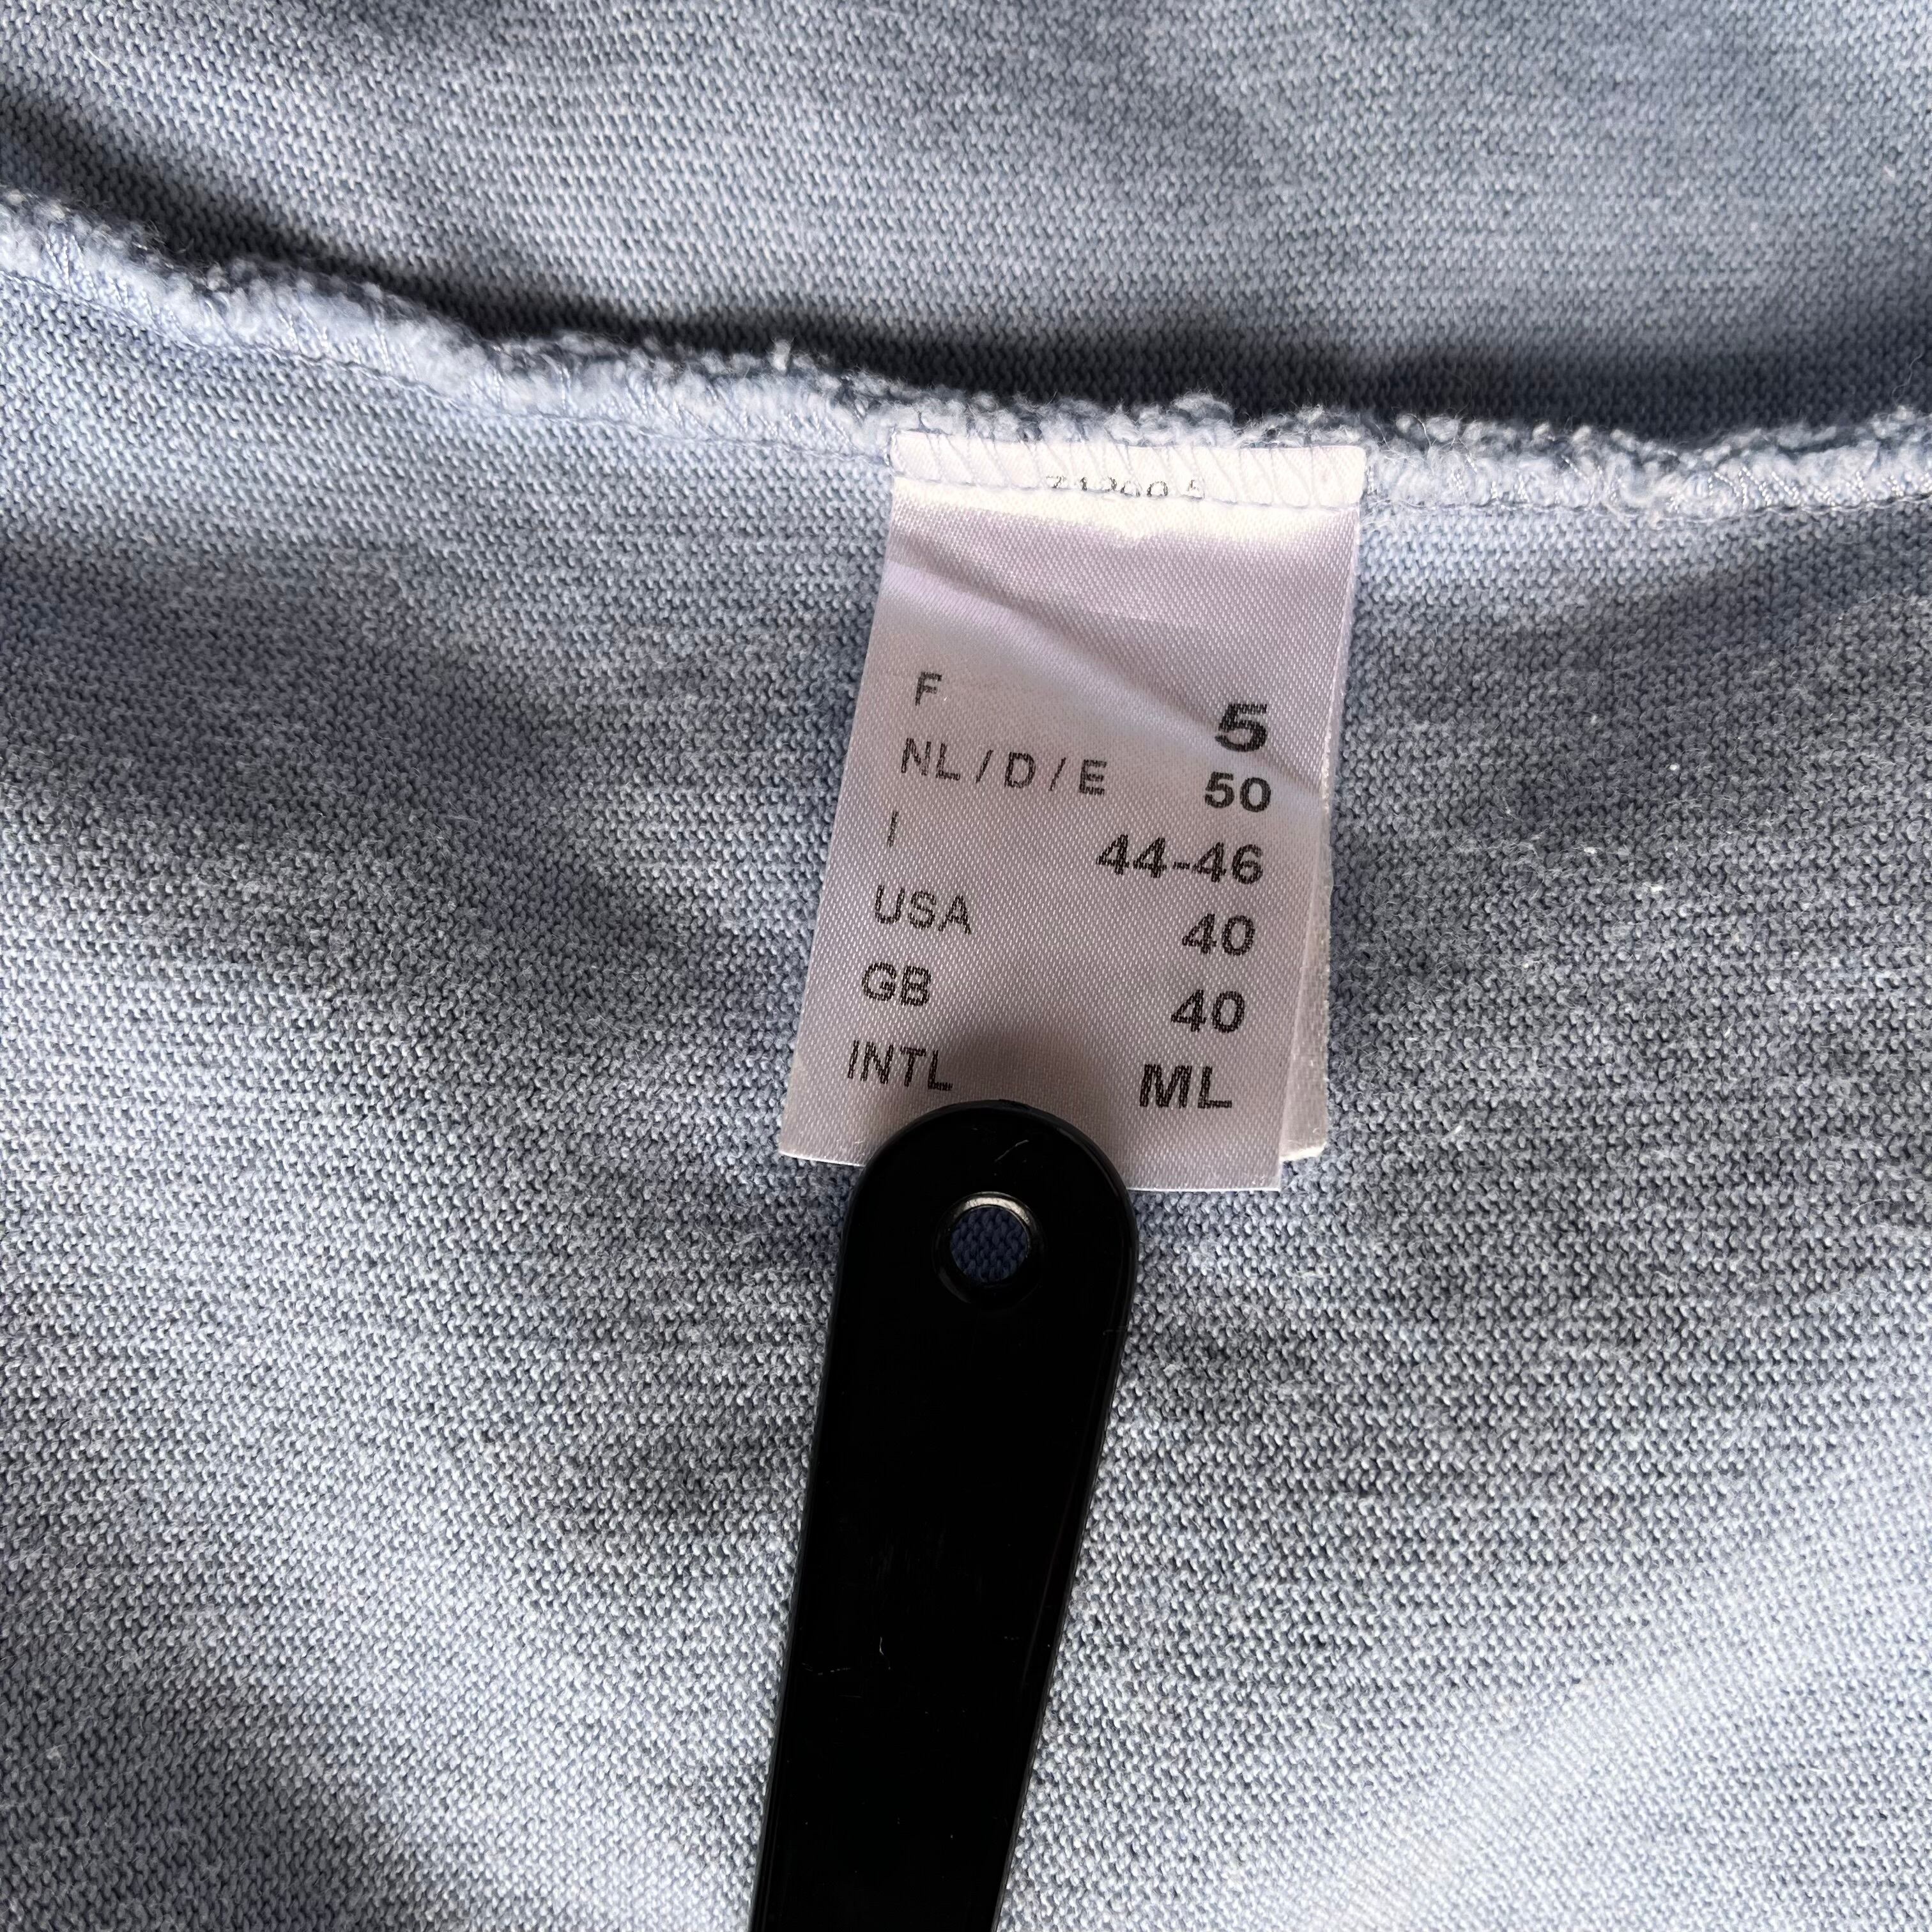 F 5
NL / D / E 50
I 44-46
USA 40
GB 40
INTL ML